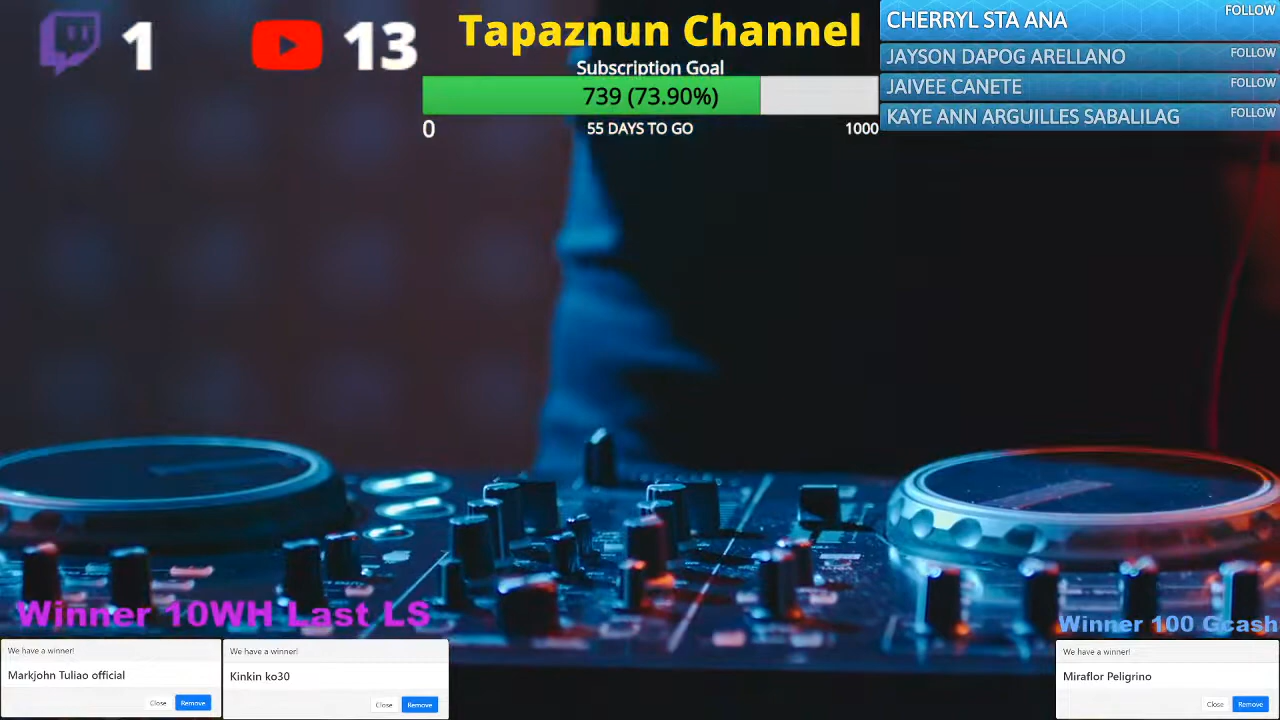 1
13
Tapaznun Channel
Subscription Goal
739 (73.90%)
0
55 DAYS TO GO
1000
CHERRYL STA ANA
FOLLOW
JAYSON DAPOG ARELLANO
FOLLOW
JAIVEE CANETE
FOLLOW
KAYE ANN ARGUILLES SABALILAG
FOLLOW
Winner 10WH Last LS
We have a winner!
Markjohn Tuliao official
Close
Remove
We have a winner!
Kinkin ko30
Close
Remove
Winner 100 Gcash
We have a winner!
Miraflor Peligrino
Close
Remove